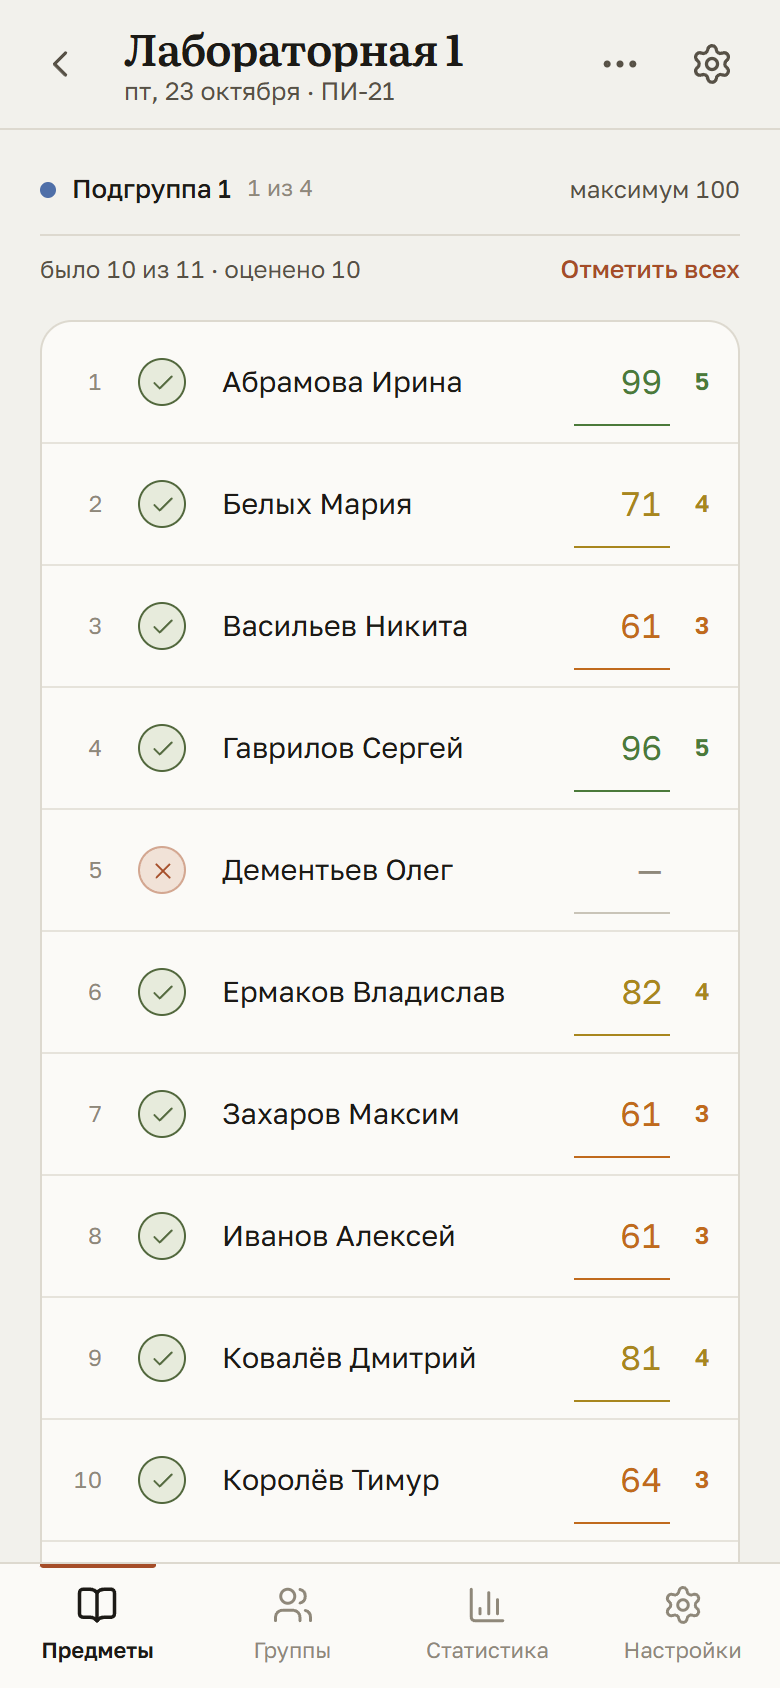 Лабораторная 1
пт, 23 октября · ПИ-21
Подгруппа 1 1 из 4 максимум 100
было 10 из 11 · оценено 10 Отметить всех
1 Абрамова Ирина 99 5
2 Белых Мария 71 4
3 Васильев Никита 61 3
4 Гаврилов Сергей 96 5
5 Дементьев Олег –
6 Ермаков Владислав 82 4
7 Захаров Максим 61 3
8 Иванов Алексей 61 3
9 Ковалёв Дмитрий 81 4
10 Королёв Тимур 64 3
Предметы Группы Статистика Настройки